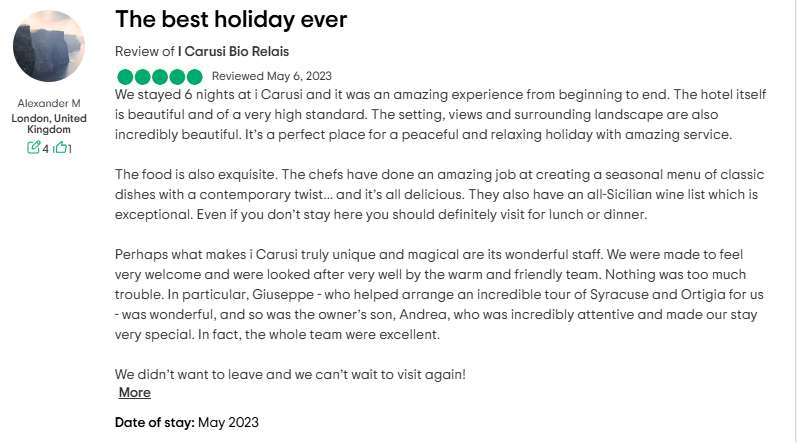 The best holiday ever
Review of I Carusi Bio Relais
Reviewed May 6, 2023
Alexander M
London, United
Kingdom
4 1
We stayed 6 nights at i Carusi and it was an amazing experience from beginning to end. The hotel itself
is beautiful and of a very high standard. The setting, views and surrounding landscape are also
incredibly beautiful. It’s a perfect place for a peaceful and relaxing holiday with amazing service.
The food is also exquisite. The chefs have done an amazing job at creating a seasonal menu of classic
dishes with a contemporary twist... and it’s all delicious. They also have an all-Sicilian wine list which is
exceptional. Even if you don’t stay here you should definitely visit for lunch or dinner.
Perhaps what makes i Carusi truly unique and magical are its wonderful staff. We were made to feel
very welcome and were looked after very well by the warm and friendly team. Nothing was too much
trouble. In particular, Giuseppe - who helped arrange an incredible tour of Syracuse and Ortigia for us
- was wonderful, and so was the owner’s son, Andrea, who was incredibly attentive and made our stay
very special. In fact, the whole team were excellent.
We didn’t want to leave and we can’t wait to visit again!
More
Date of stay: May 2023